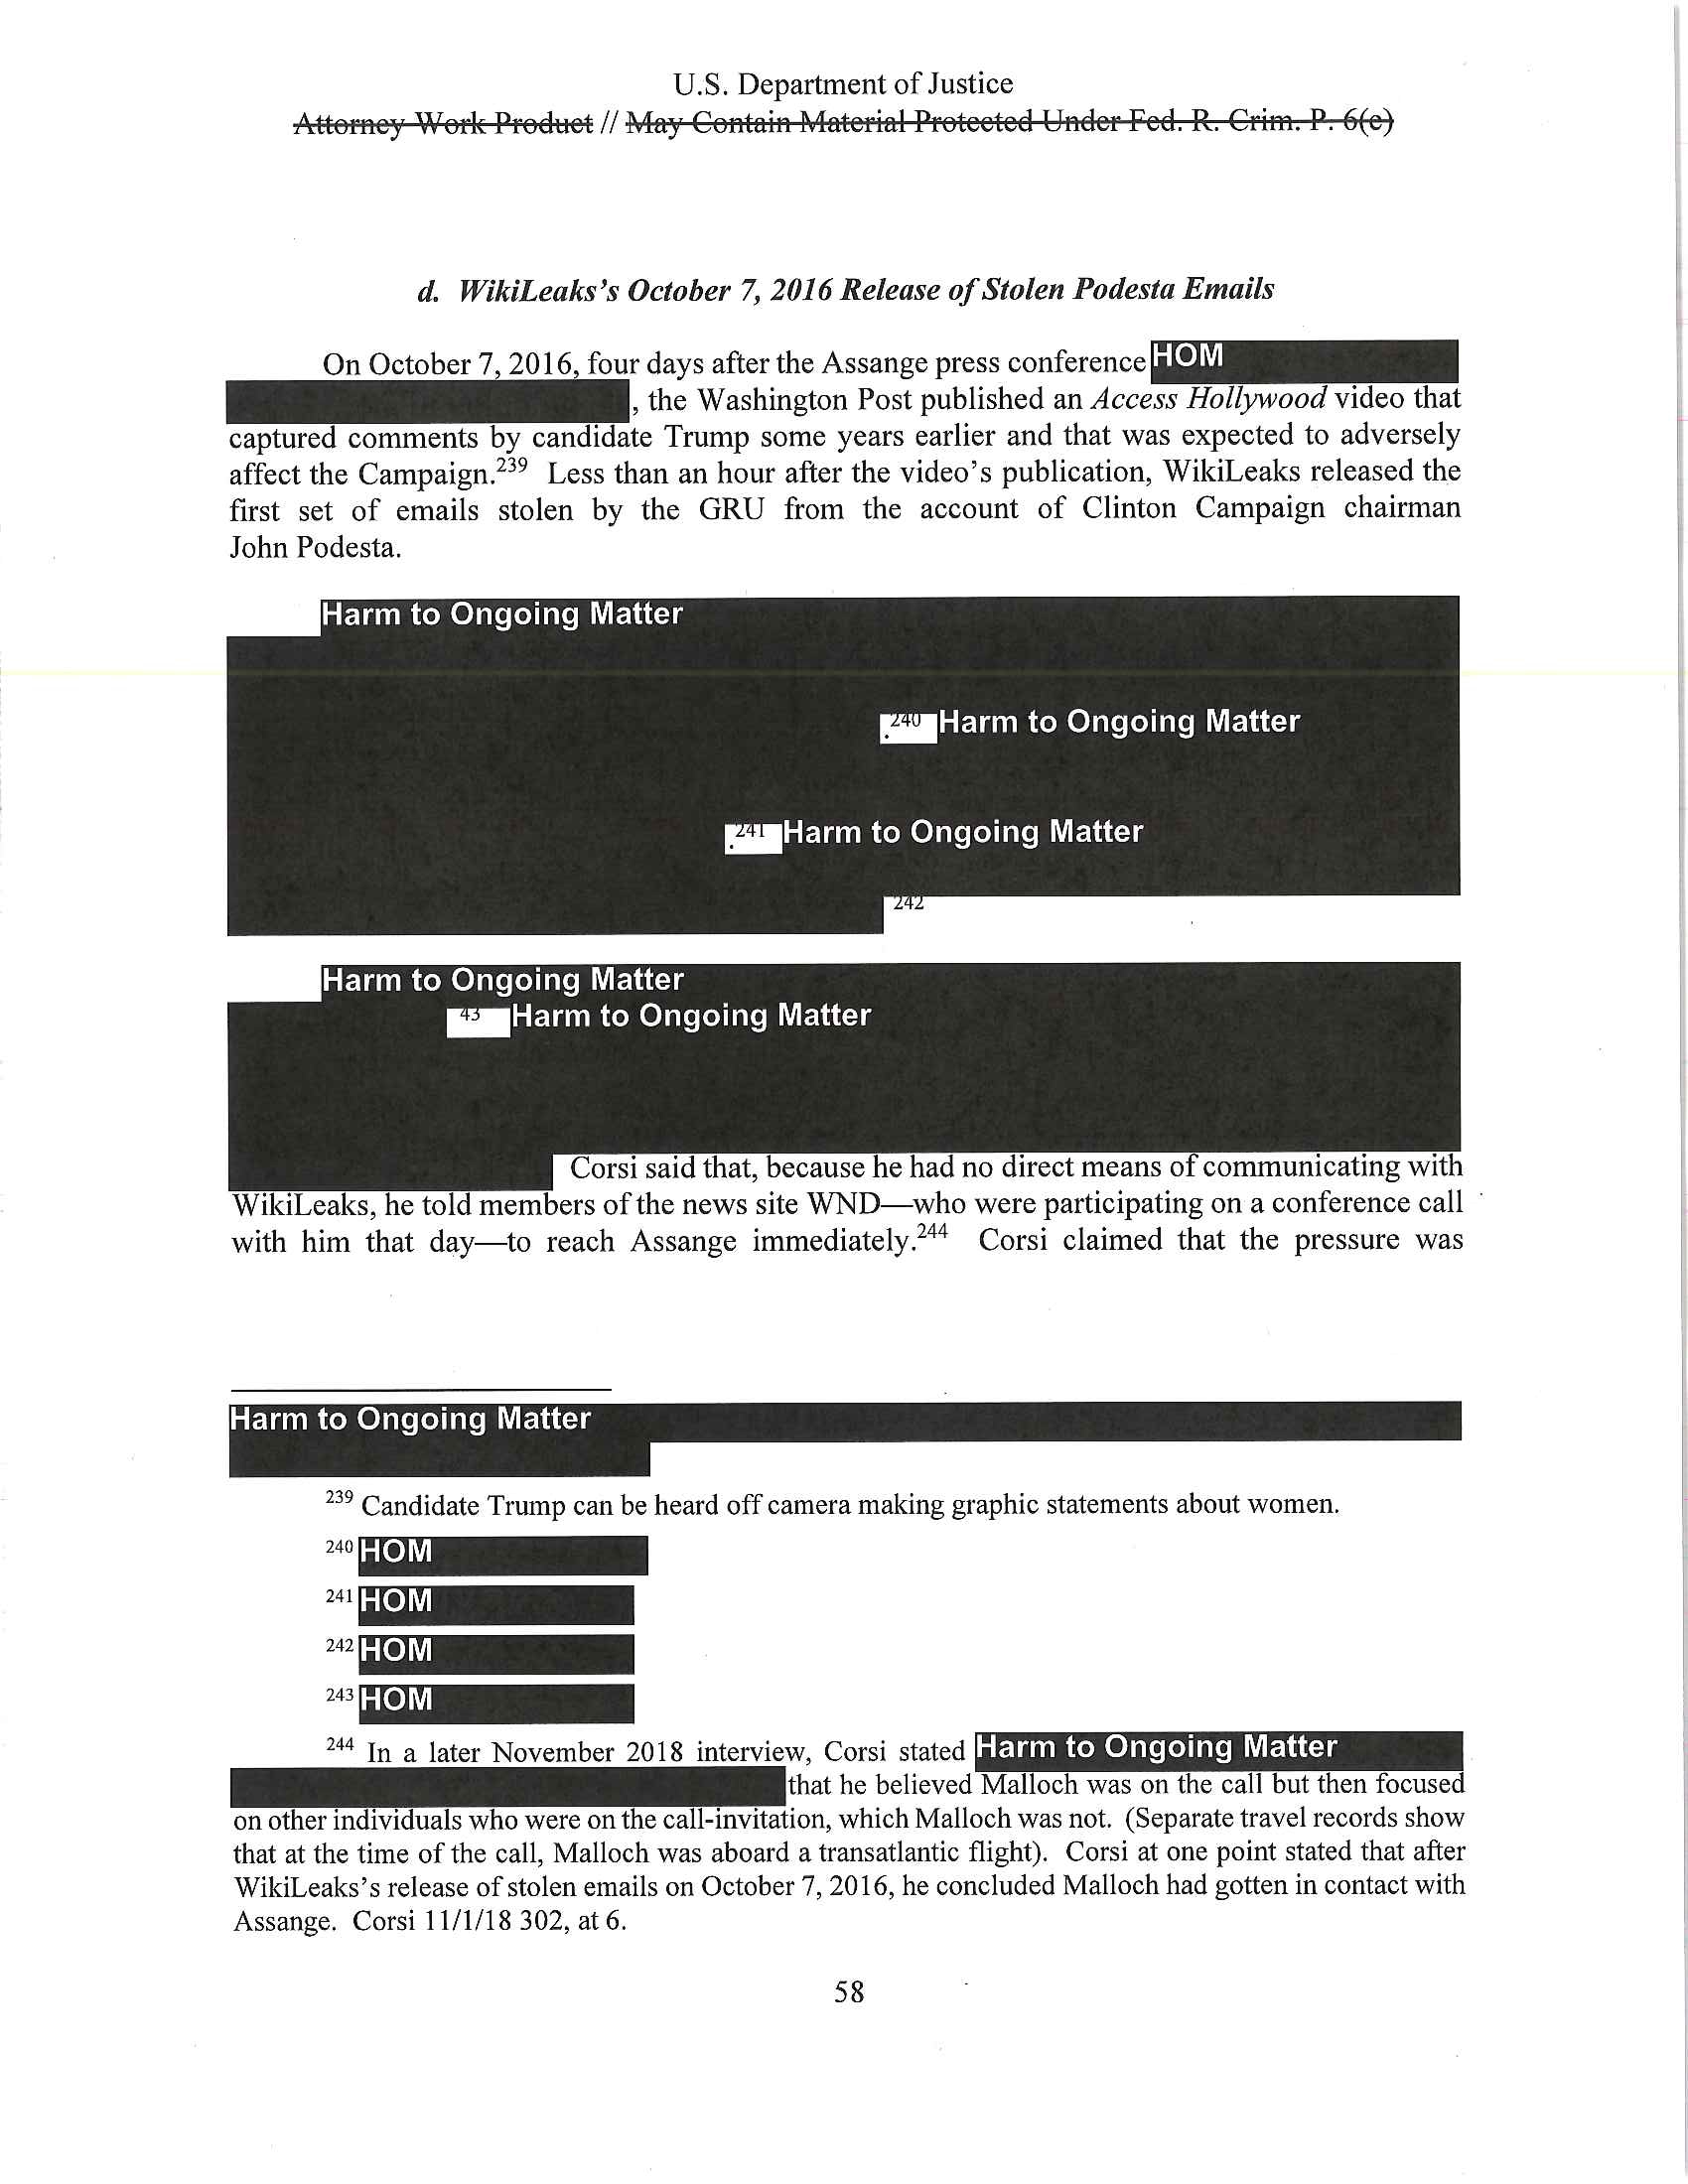 U.S. Department of Justice
Attorney Work Product // May Contain Material Protected Under Fed. R. Crim. P. 6(e)
d. WikiLeaks's October 7, 2016 Release of Stolen Podesta Emails
On October 7, 2016, four days after the Assange press conference HOM
, the Washington Post published an Access Hollywood video that
captured comments by candidate Trump some years earlier and that was expected to adversely
affect the Campaign.239 Less than an hour after the video's publication, WikiLeaks released the
first set of emails stolen by the GRU from the account of Clinton Campaign chairman
John Podesta.
Harm to Ongoing Matter
.240 Harm to Ongoing Matter
.241 Harm to Ongoing Matter
242
Harm to Ongoing Matter
43 Harm to Ongoing Matter
Corsi said that, because he had no direct means of communicating with
WikiLeaks, he told members of the news site WND—who were participating on a conference call
with him that day—to reach Assange immediately.244 Corsi claimed that the pressure was
Harm to Ongoing Matter
239 Candidate Trump can be heard off camera making graphic statements about women.
240 HOM
241 HOM
242 HOM
243 HOM
244 In a later November 2018 interview, Corsi stated Harm to Ongoing Matter
that he believed Malloch was on the call but then focused
on other individuals who were on the call-invitation, which Malloch was not. (Separate travel records show
that at the time of the call, Malloch was aboard a transatlantic flight). Corsi at one point stated that after
WikiLeaks's release of stolen emails on October 7, 2016, he concluded Malloch had gotten in contact with
Assange. Corsi 11/1/18 302, at 6.
58